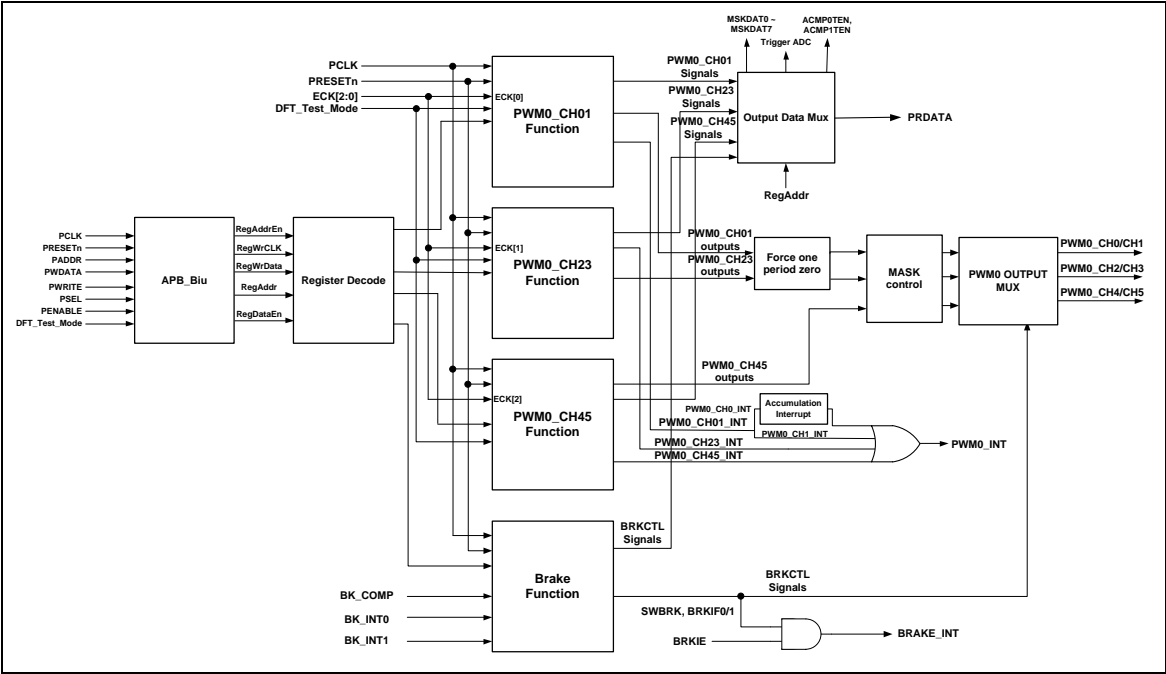 MSKDAT0 ~
MSKDAT7
ACMP0TEN,
ACMP1TEN
Trigger ADC
PCLK
PRESETn
ECK[2:0]
DFT_Test_Mode
ECK[0]
PWM0_CH01
Function
PWM0_CH01
Signals
PWM0_CH23
Signals
PWM0_CH45
Signals
Output Data Mux
PRDATA
RegAddr
PCLK
PRESETn
PADDR
PWDATA
PWRITE
PSEL
PENABLE
DFT_Test_Mode
APB_Biu
RegAddrEn
RegWrCLK
RegWrData
RegAddr
RegDataEn
Register Decode
ECK[1]
PWM0_CH23
Function
PWM0_CH01
outputs
PWM0_CH23
outputs
Force one
period zero
MASK
control
PWM0 OUTPUT
MUX
PWM0_CH0/CH1
PWM0_CH2/CH3
PWM0_CH4/CH5
ECK[2]
PWM0_CH45
Function
PWM0_CH45
outputs
PWM0_CH0_INT
Accumulation
Interrupt
PWM0_CH01_INT
PWM0_CH1_INT
PWM0_CH23_INT
PWM0_CH45_INT
PWM0_INT
Brake
Function
BRKCTL
Signals
BK_COMP
BK_INT0
BK_INT1
BRKCTL
Signals
SWBRK, BRKIF0/1
BRKIE
BRAKE_INT